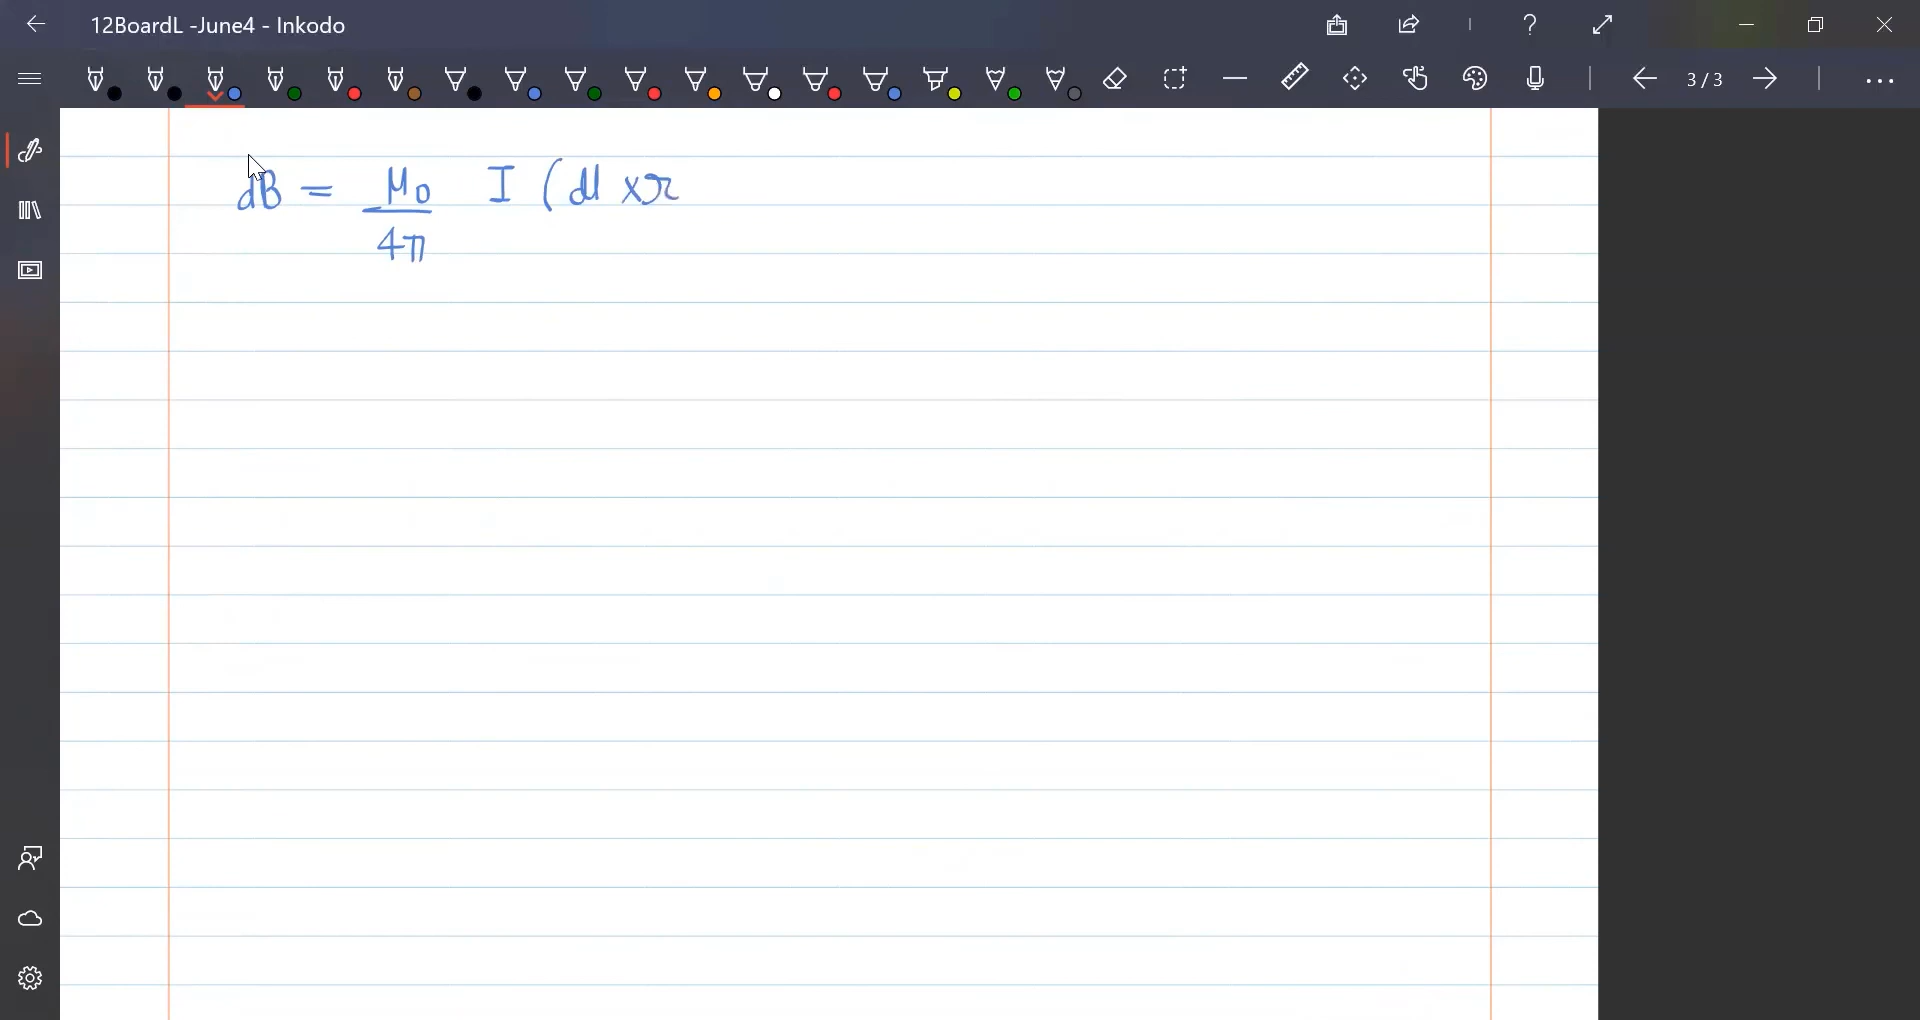 12BoardL -June4 - Inkodo
3 / 3
dB = μ₀ I (dl xr
4π